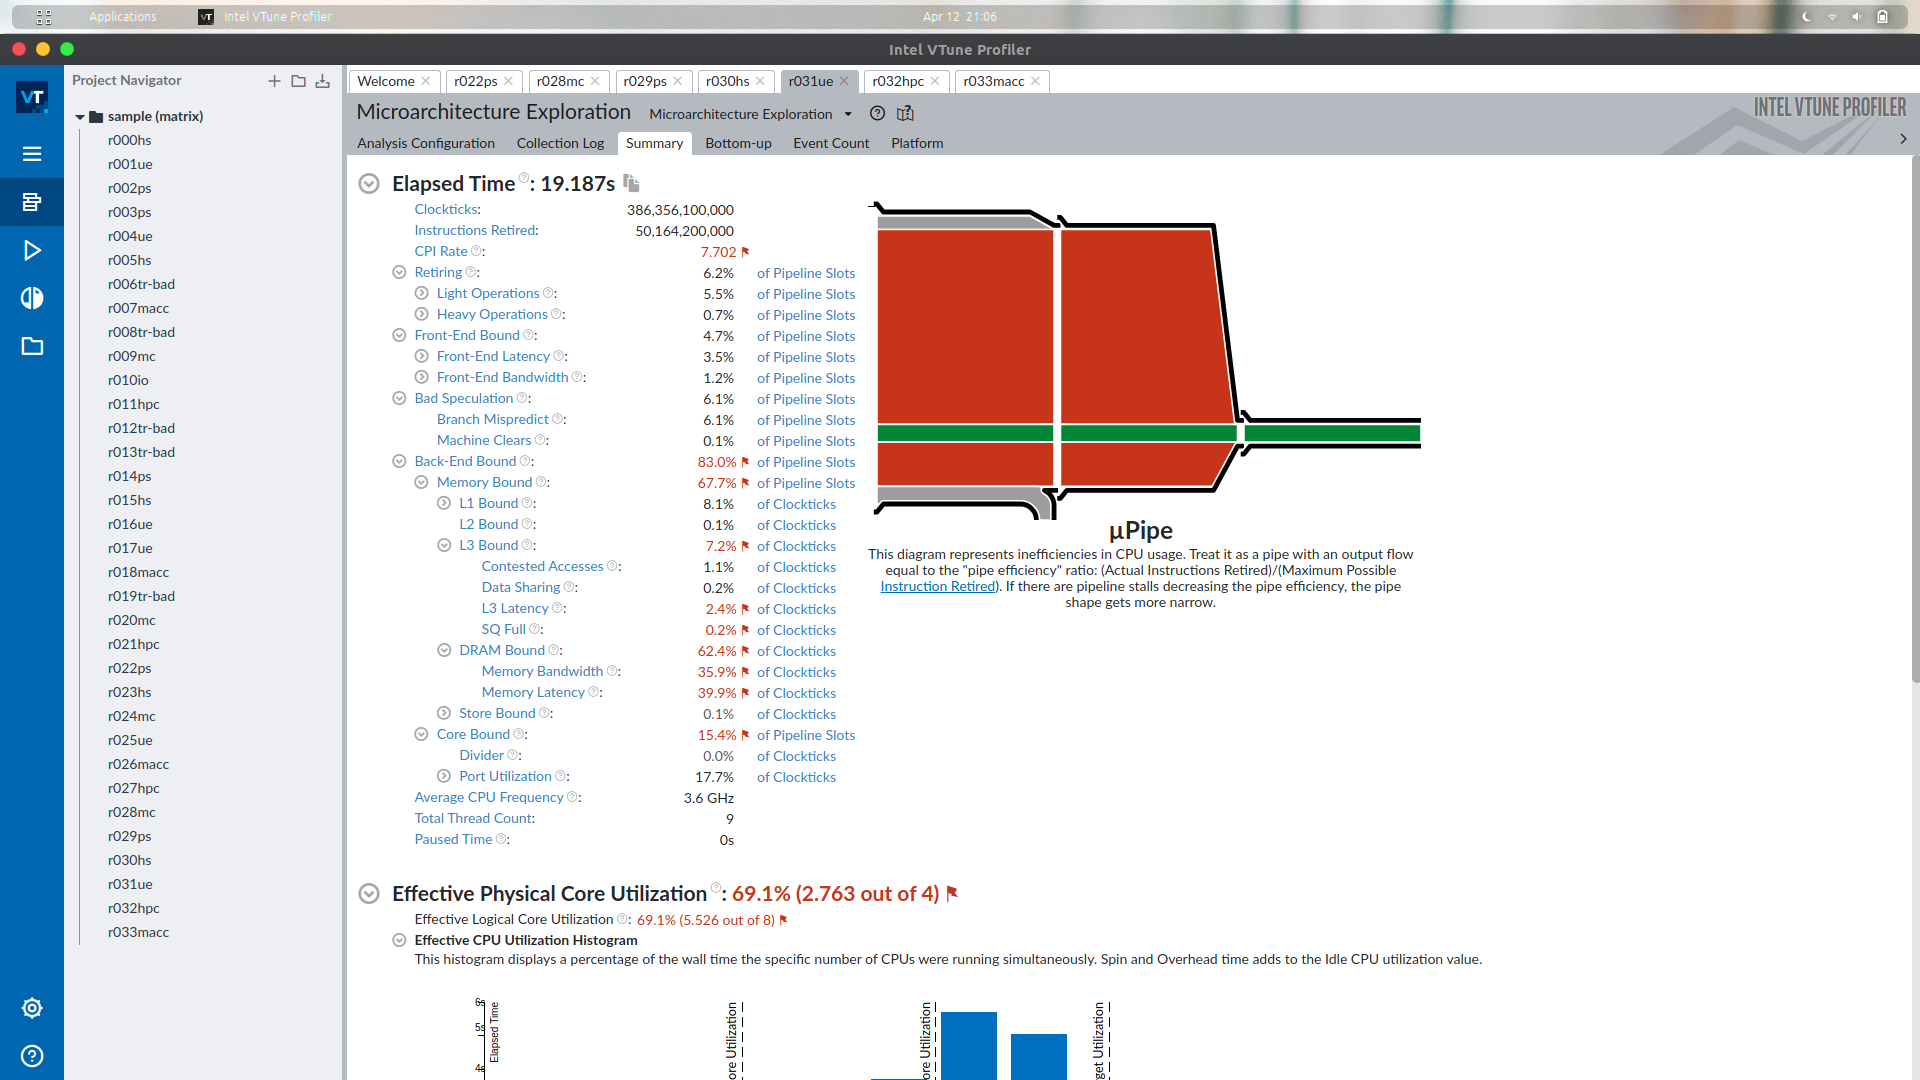 Applications
VT
Intel VTune Profiler
Apr 12 21:06
Intel VTune Profiler
VT
Project Navigator
sample (matrix)
r000hs
r001ue
r002ps
r003ps
r004ue
r005hs
r006tr-bad
r007macc
r008tr-bad
r009mc
r010io
r011hpc
r012tr-bad
r013tr-bad
r014ps
r015hs
r016ue
r017ue
r018macc
r019tr-bad
r020mc
r021hpc
r022ps
r023hs
r024mc
r025ue
r026macc
r027hpc
r028mc
r029ps
r030hs
r031ue
r032hpc
r033macc
Welcome r022ps r028mc r029ps r030hs r031ue r032hpc r033macc
Microarchitecture Exploration Microarchitecture Exploration
INTEL VTUNE PROFILER
Analysis Configuration Collection Log Summary Bottom-up Event Count Platform
Elapsed Time: 19.187s
Clockticks: 386,356,100,000
Instructions Retired: 50,164,200,000
CPI Rate: 7.702
Retiring: 6.2% of Pipeline Slots
Light Operations: 5.5% of Pipeline Slots
Heavy Operations: 0.7% of Pipeline Slots
Front-End Bound: 4.7% of Pipeline Slots
Front-End Latency: 3.5% of Pipeline Slots
Front-End Bandwidth: 1.2% of Pipeline Slots
Bad Speculation: 6.1% of Pipeline Slots
Branch Mispredict: 6.1% of Pipeline Slots
Machine Clears: 0.1% of Pipeline Slots
Back-End Bound: 83.0% of Pipeline Slots
Memory Bound: 67.7% of Pipeline Slots
L1 Bound: 8.1% of Clockticks
L2 Bound: 0.1% of Clockticks
L3 Bound: 7.2% of Clockticks
Contested Accesses: 1.1% of Clockticks
Data Sharing: 0.2% of Clockticks
L3 Latency: 2.4% of Clockticks
SQ Full: 0.2% of Clockticks
DRAM Bound: 62.4% of Clockticks
Memory Bandwidth: 35.9% of Clockticks
Memory Latency: 39.9% of Clockticks
Store Bound: 0.1% of Clockticks
Core Bound: 15.4% of Pipeline Slots
Divider: 0.0% of Clockticks
Port Utilization: 17.7% of Clockticks
Average CPU Frequency: 3.6 GHz
Total Thread Count: 9
Paused Time: 0s
µPipe
This diagram represents inefficiencies in CPU usage. Treat it as a pipe with an output flow
equal to the "pipe efficiency" ratio: (Actual Instructions Retired)/(Maximum Possible
Instruction Retired). If there are pipeline stalls decreasing the pipe efficiency, the pipe
shape gets more narrow.
Effective Physical Core Utilization: 69.1% (2.763 out of 4)
Effective Logical Core Utilization: 69.1% (5.526 out of 8)
Effective CPU Utilization Histogram
This histogram displays a percentage of the wall time the specific number of CPUs were running simultaneously. Spin and Overhead time adds to the Idle CPU utilization value.
6s
5s
4s
Elapsed Time
ore Utilization
ore Utilization
get Utilization